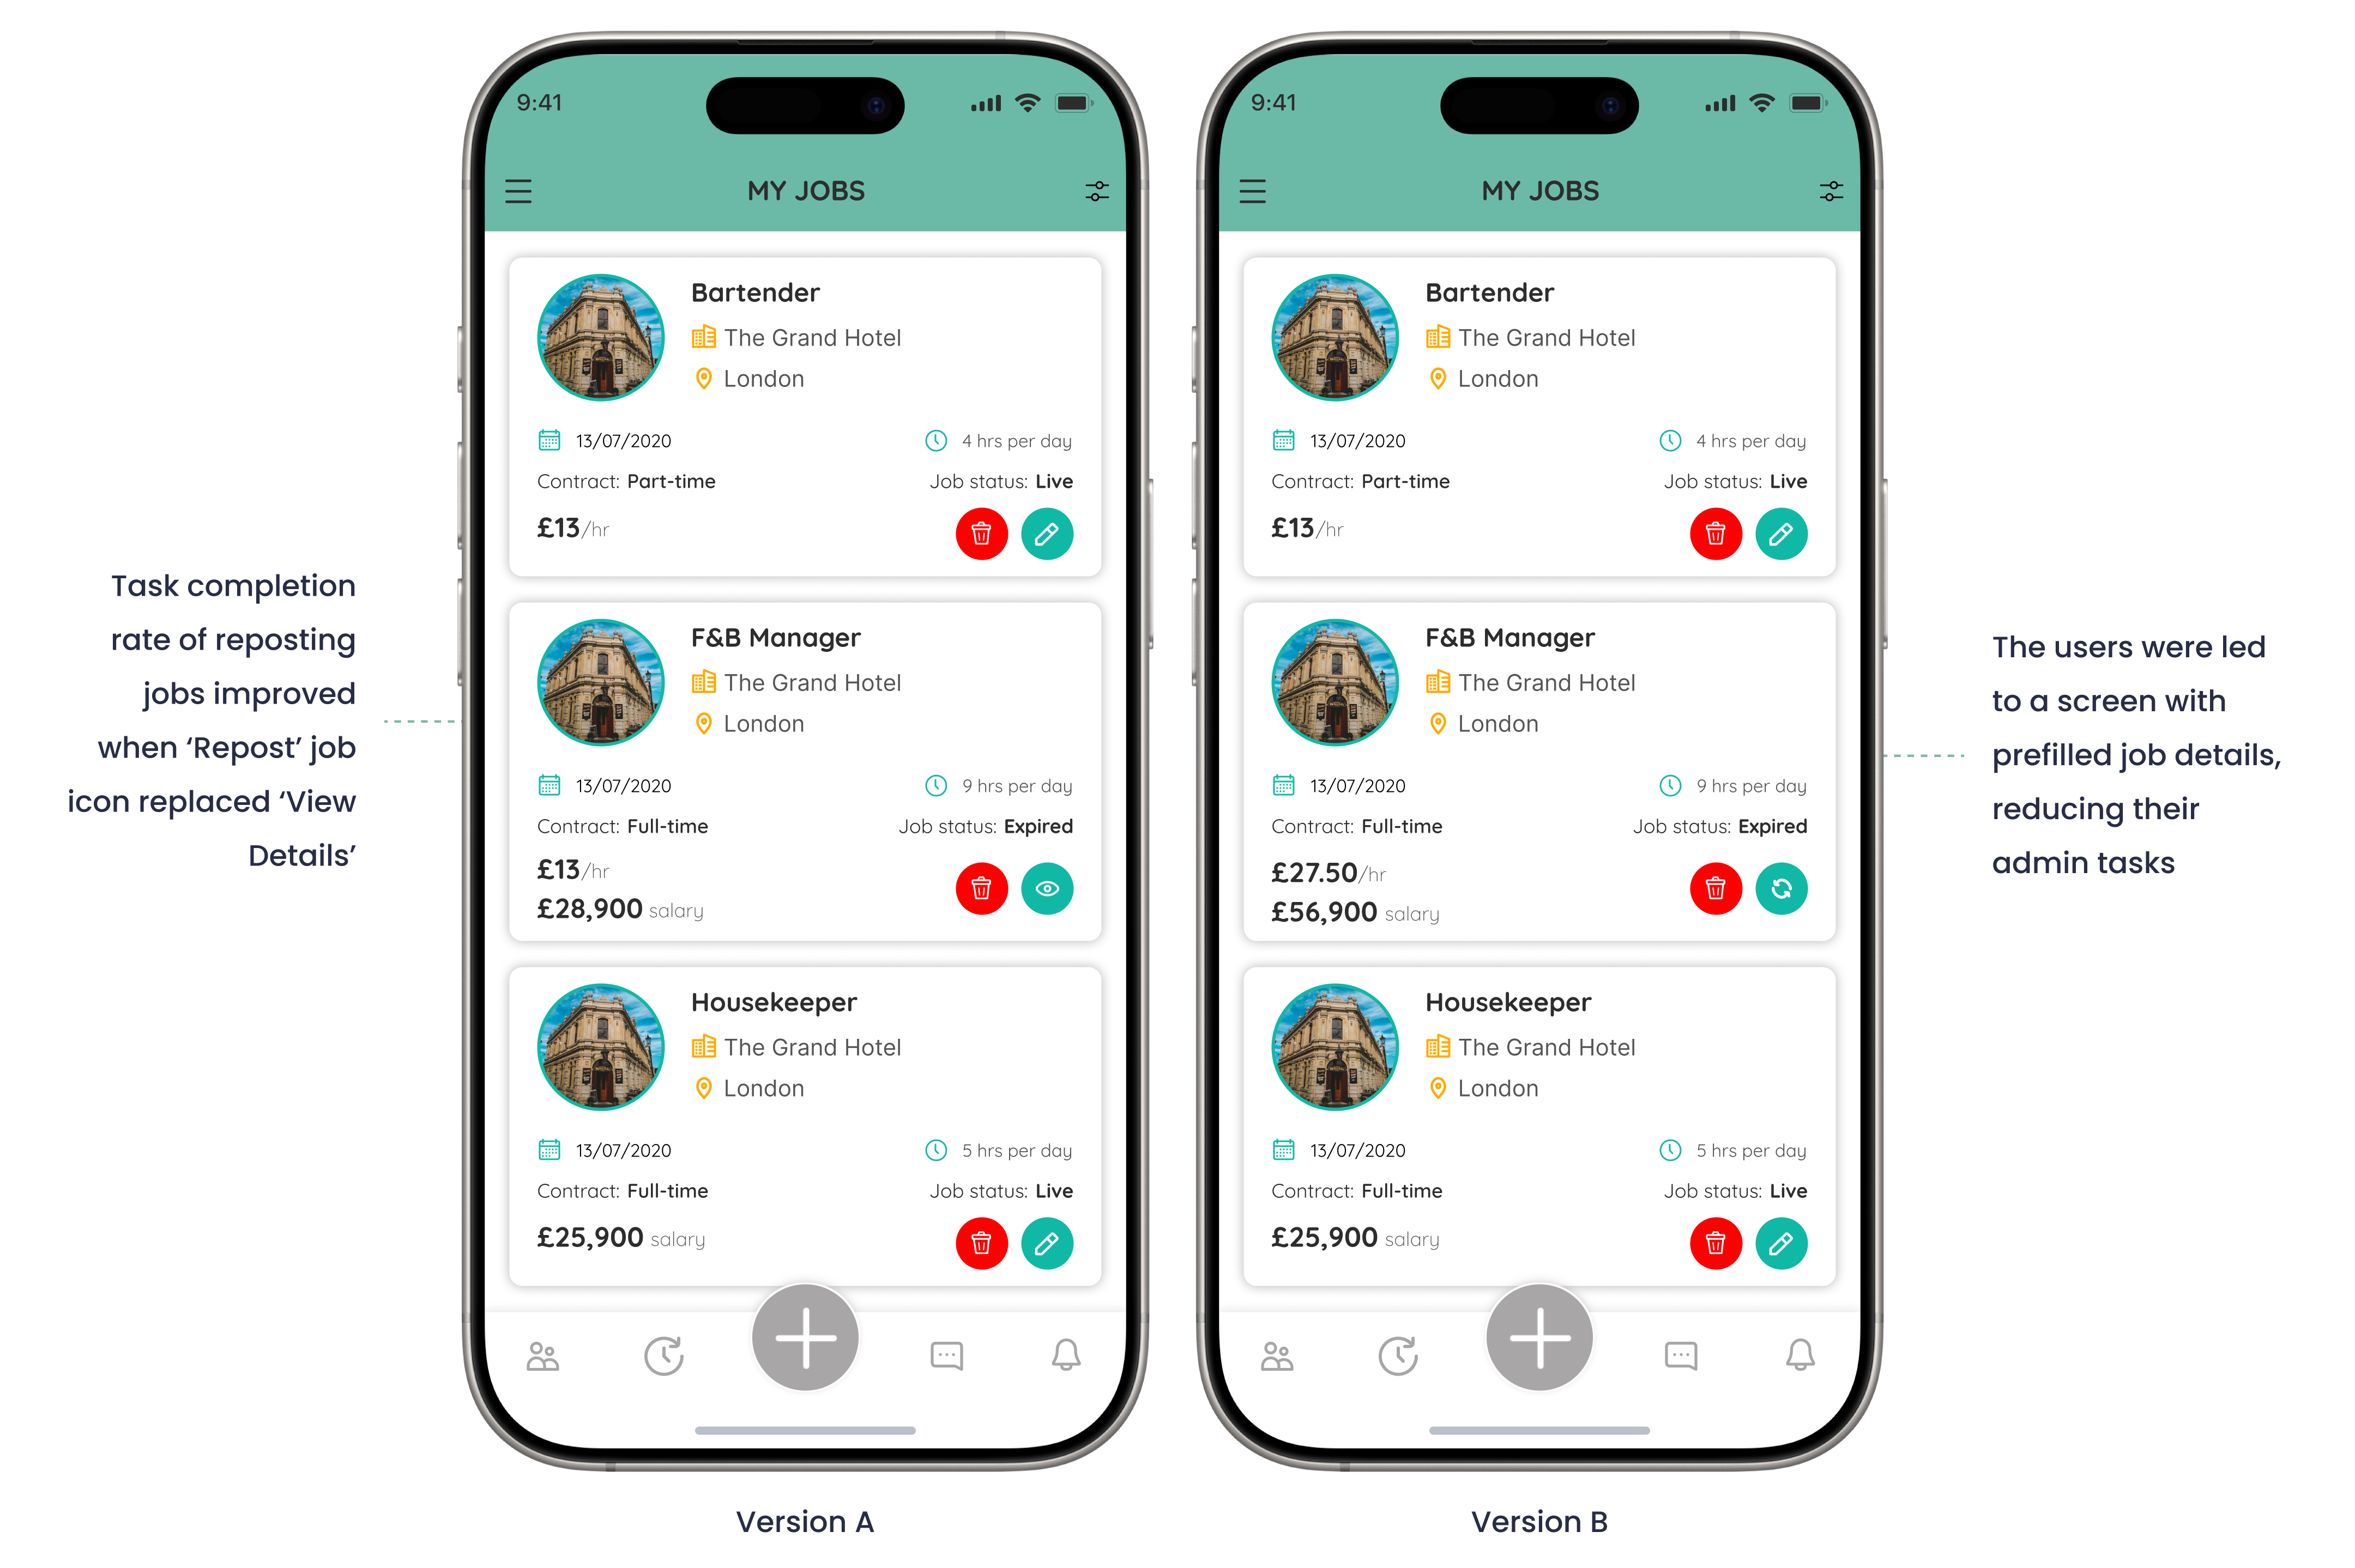 Task completion
rate of reposting
jobs improved
when ‘Repost’ job
icon replaced ‘View
Details’
9:41
MY JOBS
Bartender
The Grand Hotel
London
13/07/2020
4 hrs per day
Contract: Part-time
Job status: Live
£13/hr
F&B Manager
The Grand Hotel
London
13/07/2020
9 hrs per day
Contract: Full-time
Job status: Expired
£13/hr
£28,900 salary
Housekeeper
The Grand Hotel
London
13/07/2020
5 hrs per day
Contract: Full-time
Job status: Live
£25,900 salary
Version A
9:41
MY JOBS
Bartender
The Grand Hotel
London
13/07/2020
4 hrs per day
Contract: Part-time
Job status: Live
£13/hr
F&B Manager
The Grand Hotel
London
13/07/2020
9 hrs per day
Contract: Full-time
Job status: Expired
£27.50/hr
£56,900 salary
Housekeeper
The Grand Hotel
London
13/07/2020
5 hrs per day
Contract: Full-time
Job status: Live
£25,900 salary
Version B
The users were led
to a screen with
prefilled job details,
reducing their
admin tasks